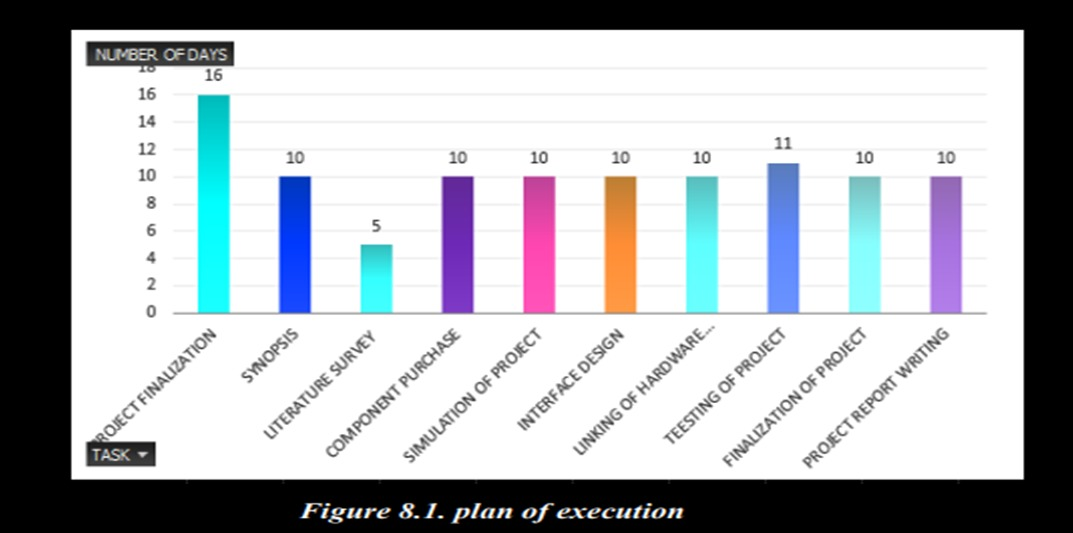 NUMBER OF DAYS
18
16
14
12
10
8
6
4
2
0
16
10
5
10
10
10
10
11
10
10
ROJECT FINALIZATION
SYNOPSIS
LITERATURE SURVEY
COMPONENT PURCHASE
SIMULATION OF PROJECT
INTERFACE DESIGN
LINKING OF HARDWARE...
TEESTING OF PROJECT
FINALIZATION OF PROJECT
PROJECT REPORT WRITING
TASK
Figure 8.1. plan of execution